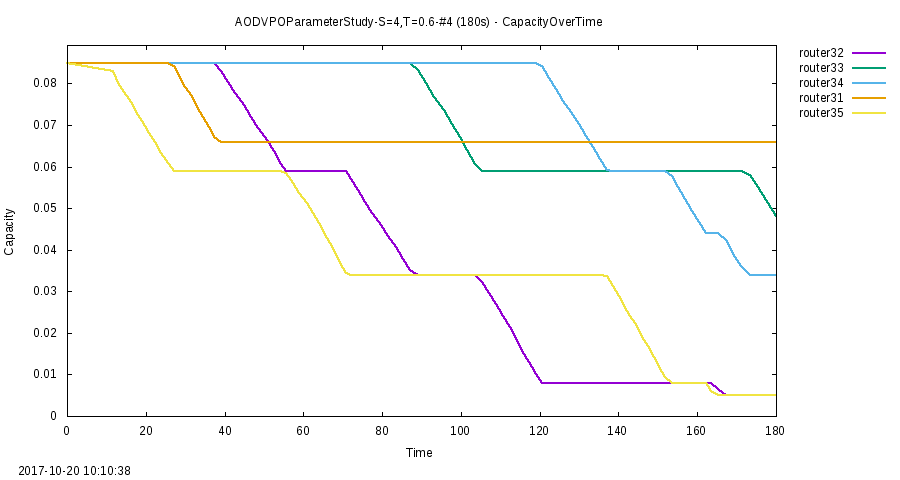 AODVPOParameterStudy-S=4,T=0.6-#4 (180s) - CapacityOverTime
router32
router33
router34
router31
router35
0.08
0.07
0.06
0.05
0.04
0.03
0.02
0.01
0
Capacity
0 20 40 60 80 100 120 140 160 180
Time
2017-10-20 10:10:38